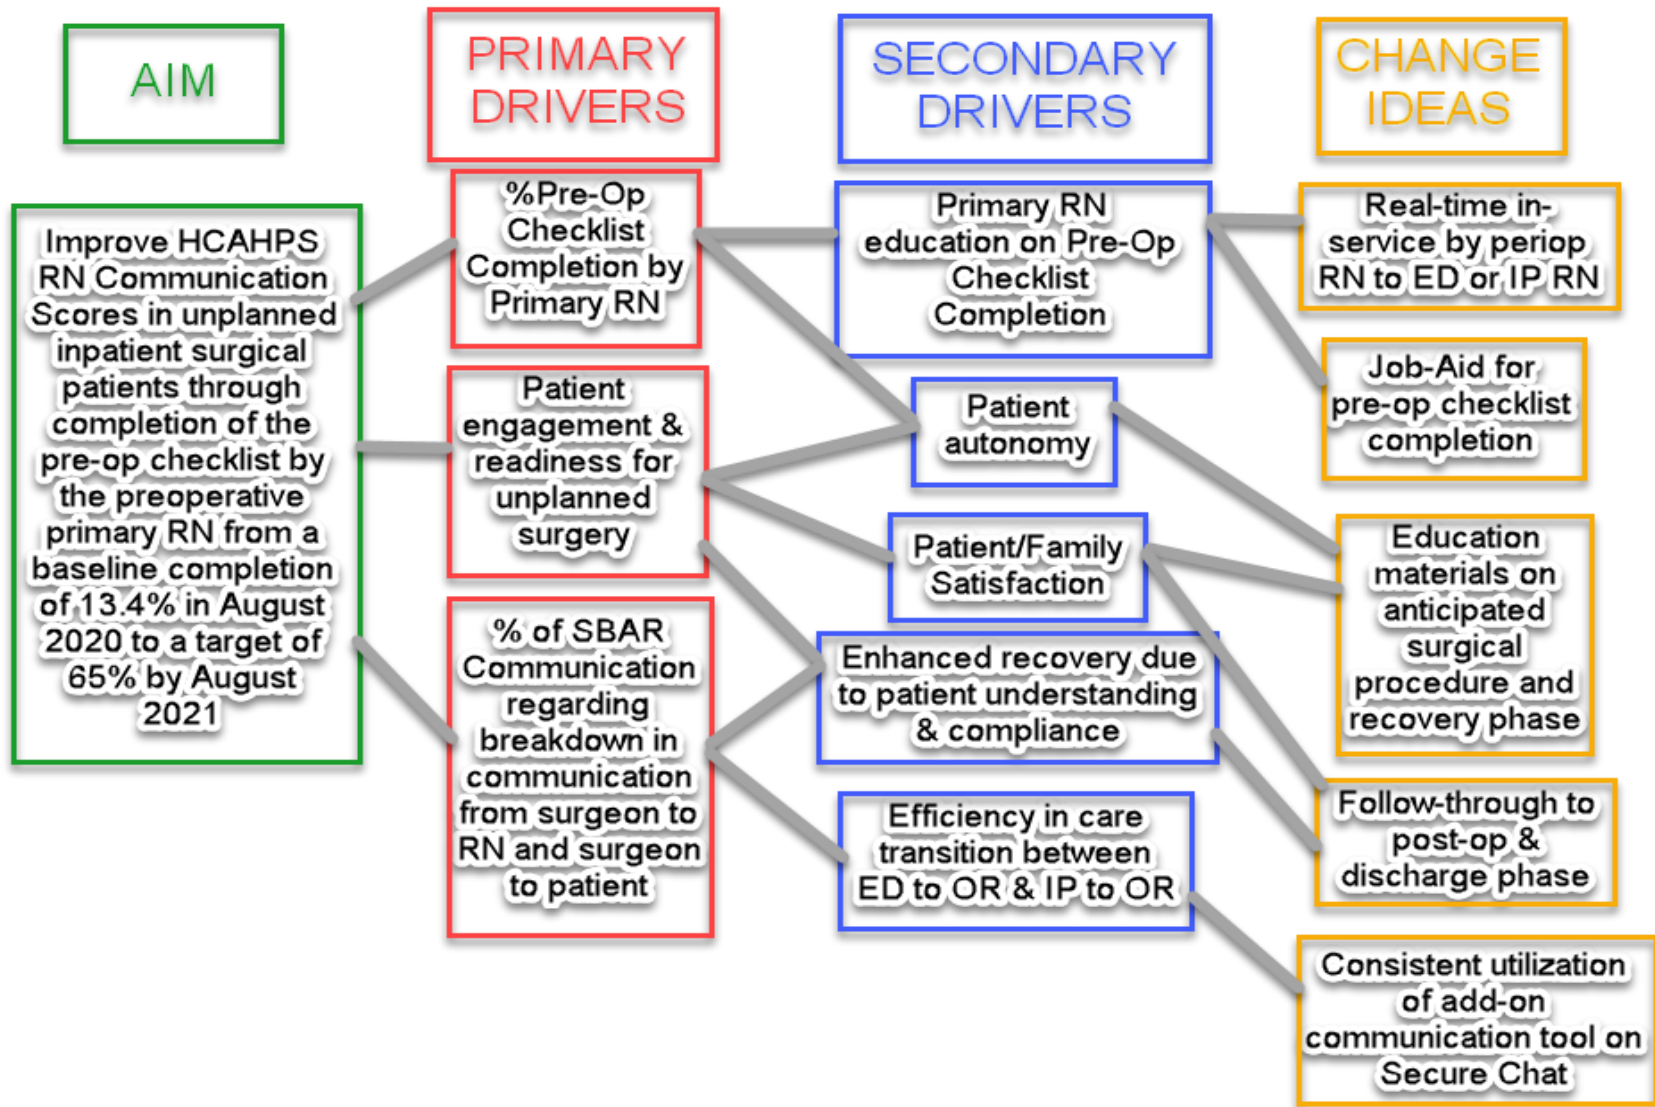 AIM
PRIMARY
DRIVERS
SECONDARY
DRIVERS
CHANGE
IDEAS
Improve HCAHPS
RN Communication
Scores in unplanned
inpatient surgical
patients through
completion of the
pre-op checklist by
the preoperative
primary RN from a
baseline completion
of 13.4% in August
2020 to a target of
65% by August
2021
%Pre-Op
Checklist
Completion by
Primary RN
Patient
engagement &
readiness for
unplanned
surgery
% of SBAR
Communication
regarding
breakdown in
communication
from surgeon to
RN and surgeon
to patient
Primary RN
education on Pre-Op
Checklist
Completion
Patient
autonomy
Patient/Family
Satisfaction
Enhanced recovery due
to patient understanding
& compliance
Efficiency in care
transition between
ED to OR & IP to OR
Real-time in-
service by periop
RN to ED or IP RN
Job-Aid for
pre-op checklist
completion
Education
materials on
anticipated
surgical
procedure and
recovery phase
Follow-through to
post-op &
discharge phase
Consistent utilization
of add-on
communication tool on
Secure Chat